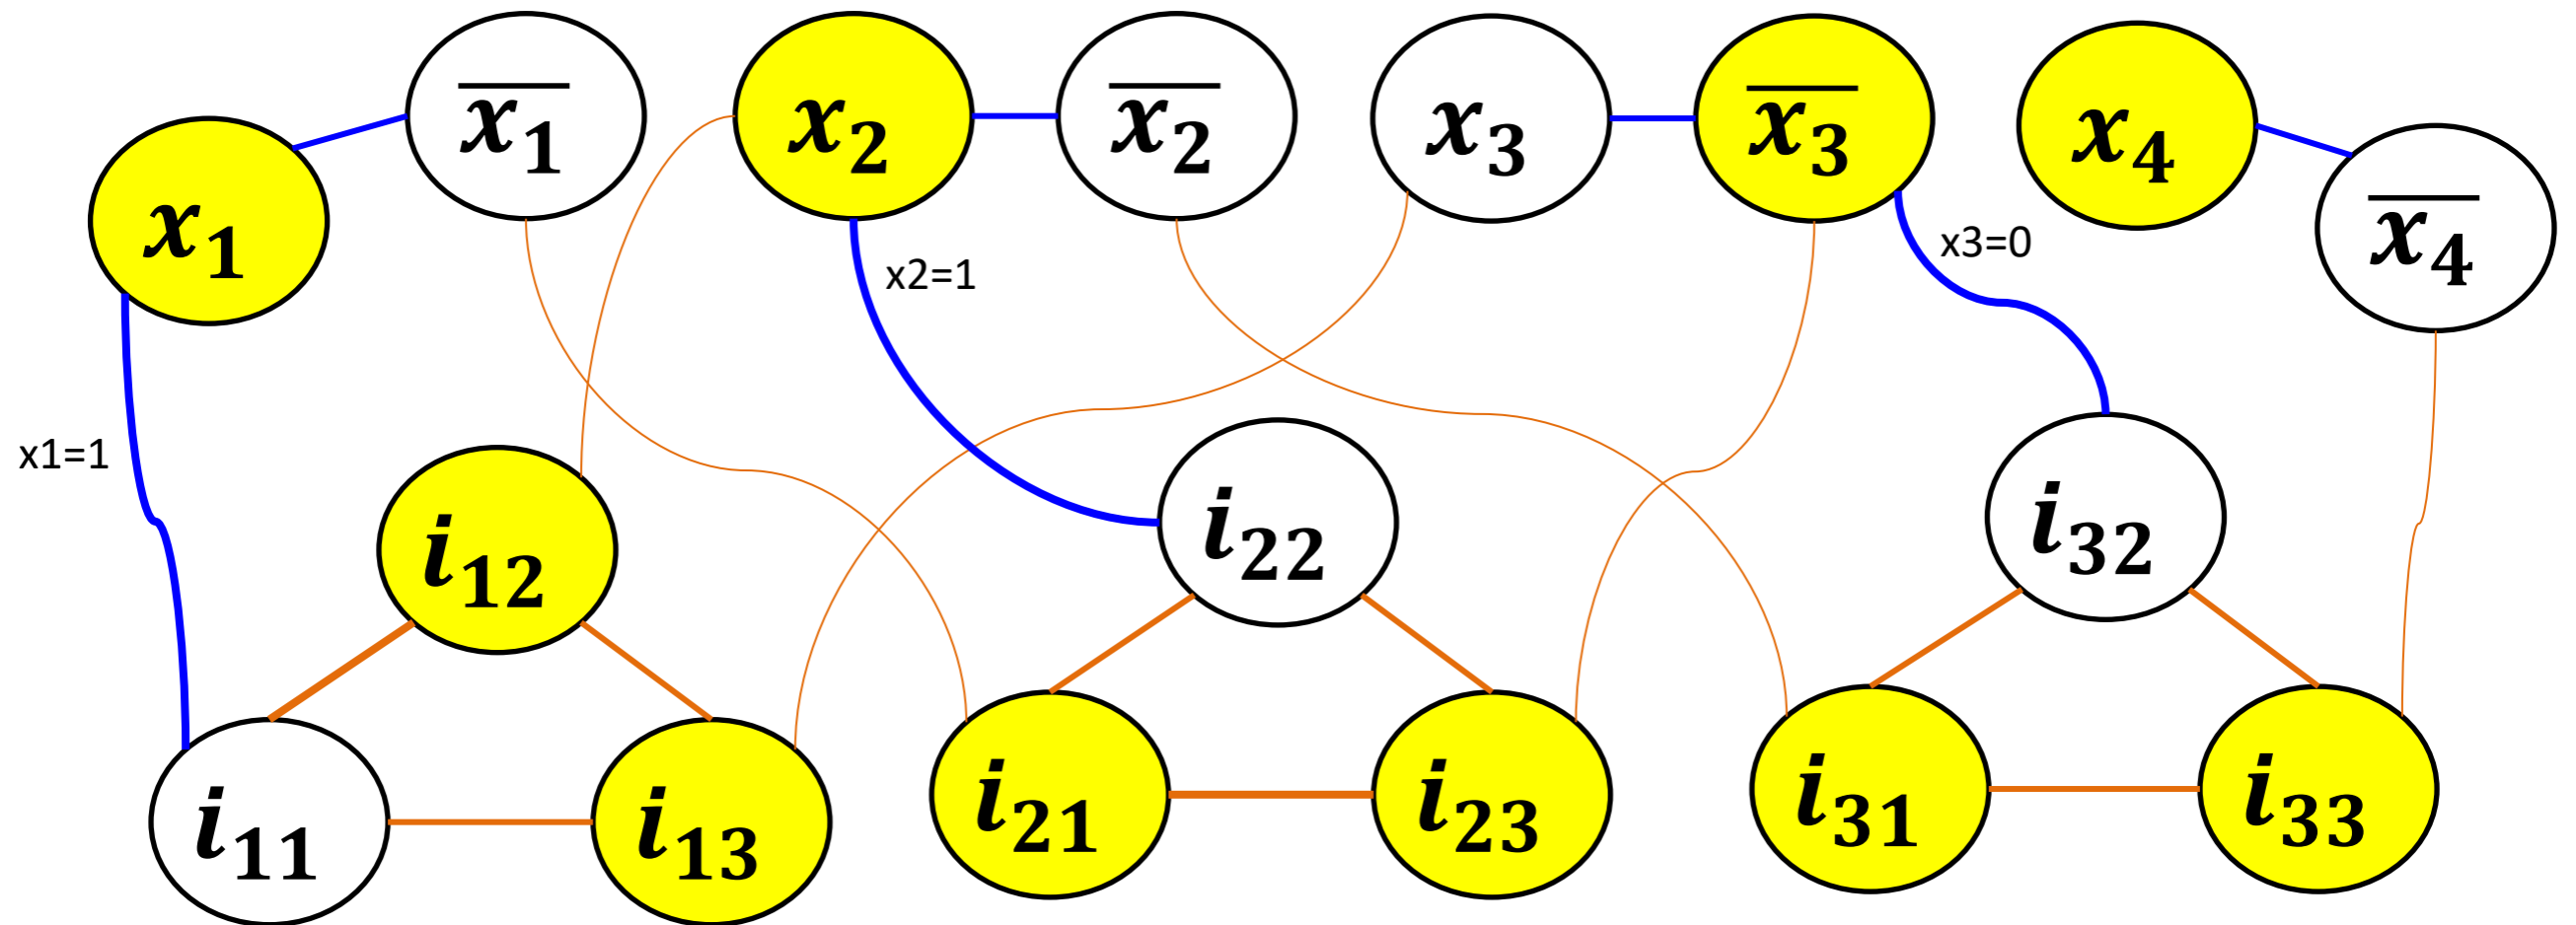 x̅₁ x₂ x̅₂ x₃ x̅₃ x₄
x₁ x̅₄
x3=0
x2=1
x1=1
i₂₂ i₃₂
i₁₂
i₂₁ i₂₃ i₃₁ i₃₃
i₁₁ i₁₃